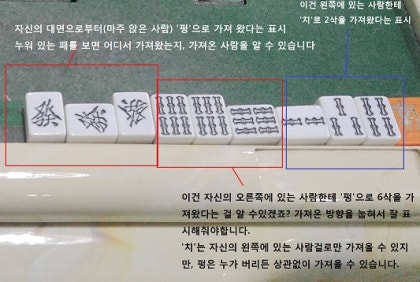 이건 왼쪽에 있는 사람한테
'치'로 2삭을 가져왔다는 표시
자신의 대면으로부터(마주 않은 사람) '펑'으로 가져 왔다는 표시
누워 있는 패를 보면 어디서 가져왔는지, 가져온 사람을 알 수 있습니다
發 發 發
이건 자신의 오른쪽에 있는 사람한테 '펑'으로 6삭을 가
져왔다는 걸 알 수있겠죠? 가져온 방향을 눕혀서 잘 표
시해줘야합니다.
'치'는 자신의 왼쪽에 있는 사람걸로만 가져올 수 있지
만, 펑은 누가 버리든 상관없이 가져올 수 있습니다.